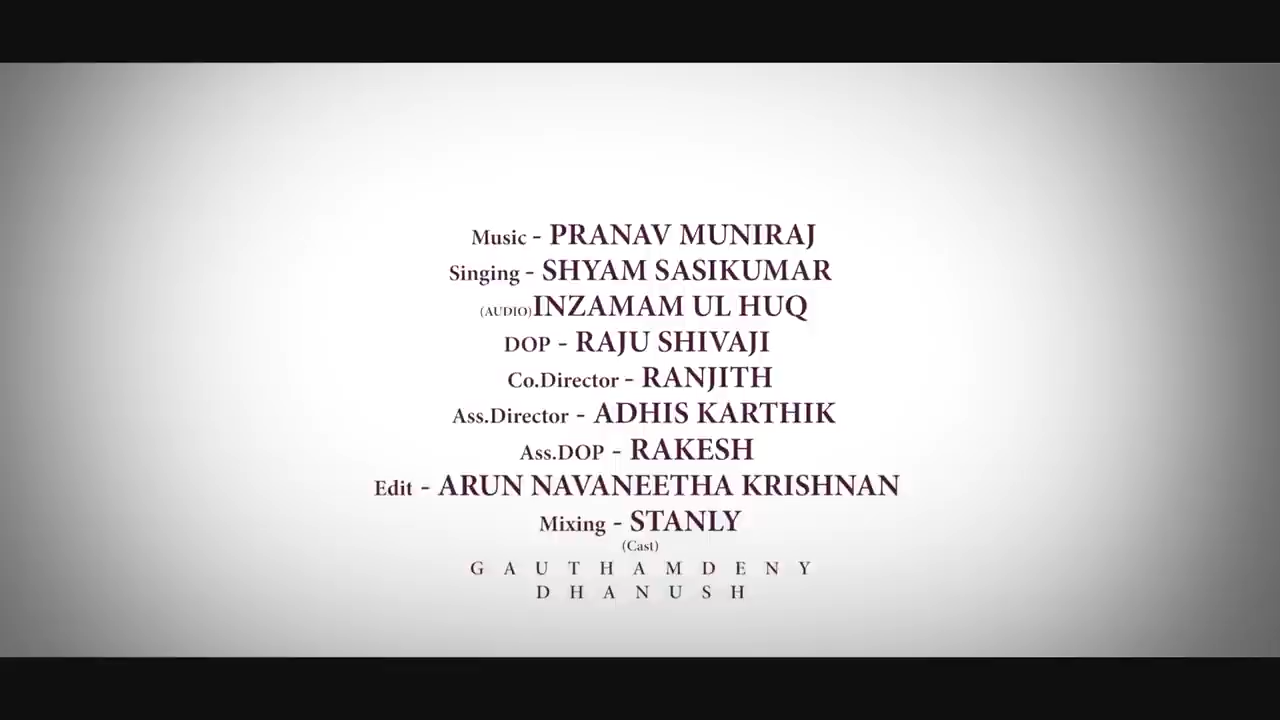 Music - PRANAV MUNIRAJ
Singing - SHYAM SASIKUMAR
(AUDIO)INZAMAM UL HUQ
DOP - RAJU SHIVAJI
Co.Director - RANJITH
Ass.Director - ADHIS KARTHIK
Ass.DOP - RAKESH
Edit - ARUN NAVANEETHA KRISHNAN
Mixing - STANLY
(Cast)
G A U T H A M D E N Y
D H A N U S H